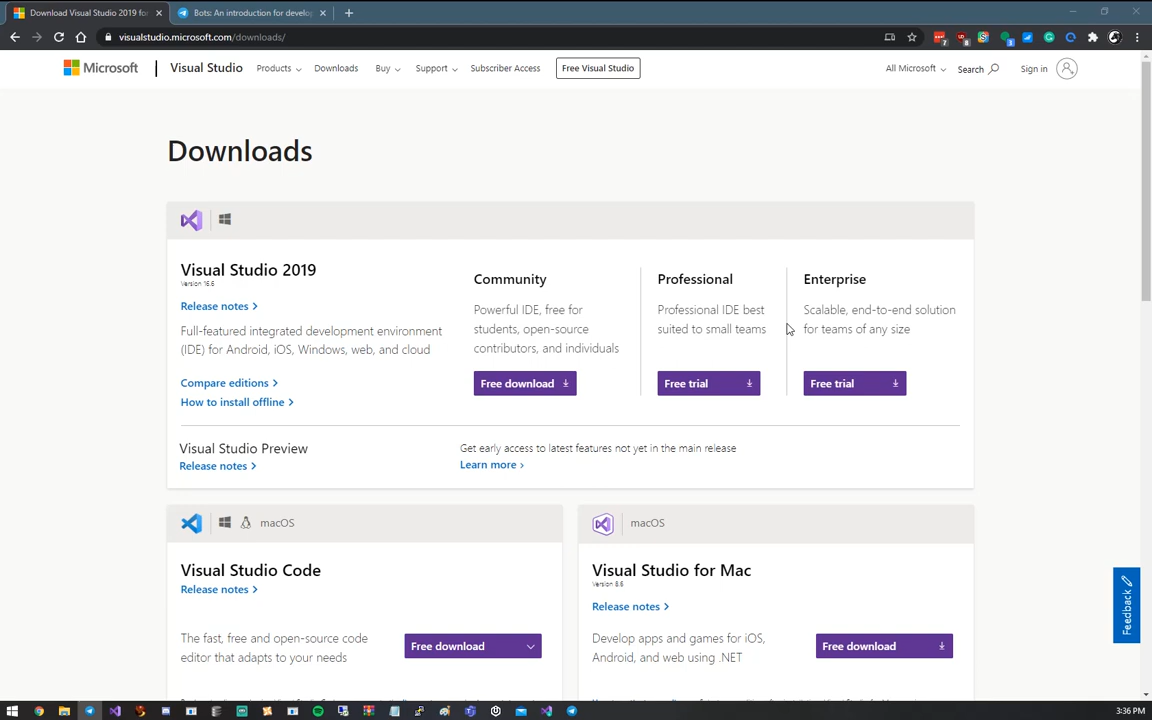 Download Visual Studio 2019 fo
Bots: An introduction for develo
visualstudio.microsoft.com/downloads/
Microsoft
Visual Studio
Products
Downloads
Buy
Support
Subscriber Access
Free Visual Studio
All Microsoft
Search
Sign in
Downloads
Visual Studio 2019
Version 16.6
Release notes
Full-featured integrated development environment
(IDE) for Android, iOS, Windows, web, and cloud
Compare editions
How to install offline
Community
Powerful IDE, free for
students, open-source
contributors, and individuals
Free download
Professional
Professional IDE best
suited to small teams
Free trial
Enterprise
Scalable, end-to-end solution
for teams of any size
Free trial
Visual Studio Preview
Release notes
Get early access to latest features not yet in the main release
Learn more
macOS
Visual Studio Code
Release notes
The fast, free and open-source code
editor that adapts to your needs
Free download
macOS
Visual Studio for Mac
Version 8.6
Release notes
Develop apps and games for iOS,
Android, and web using .NET
Free download
Feedback
3:36 PM